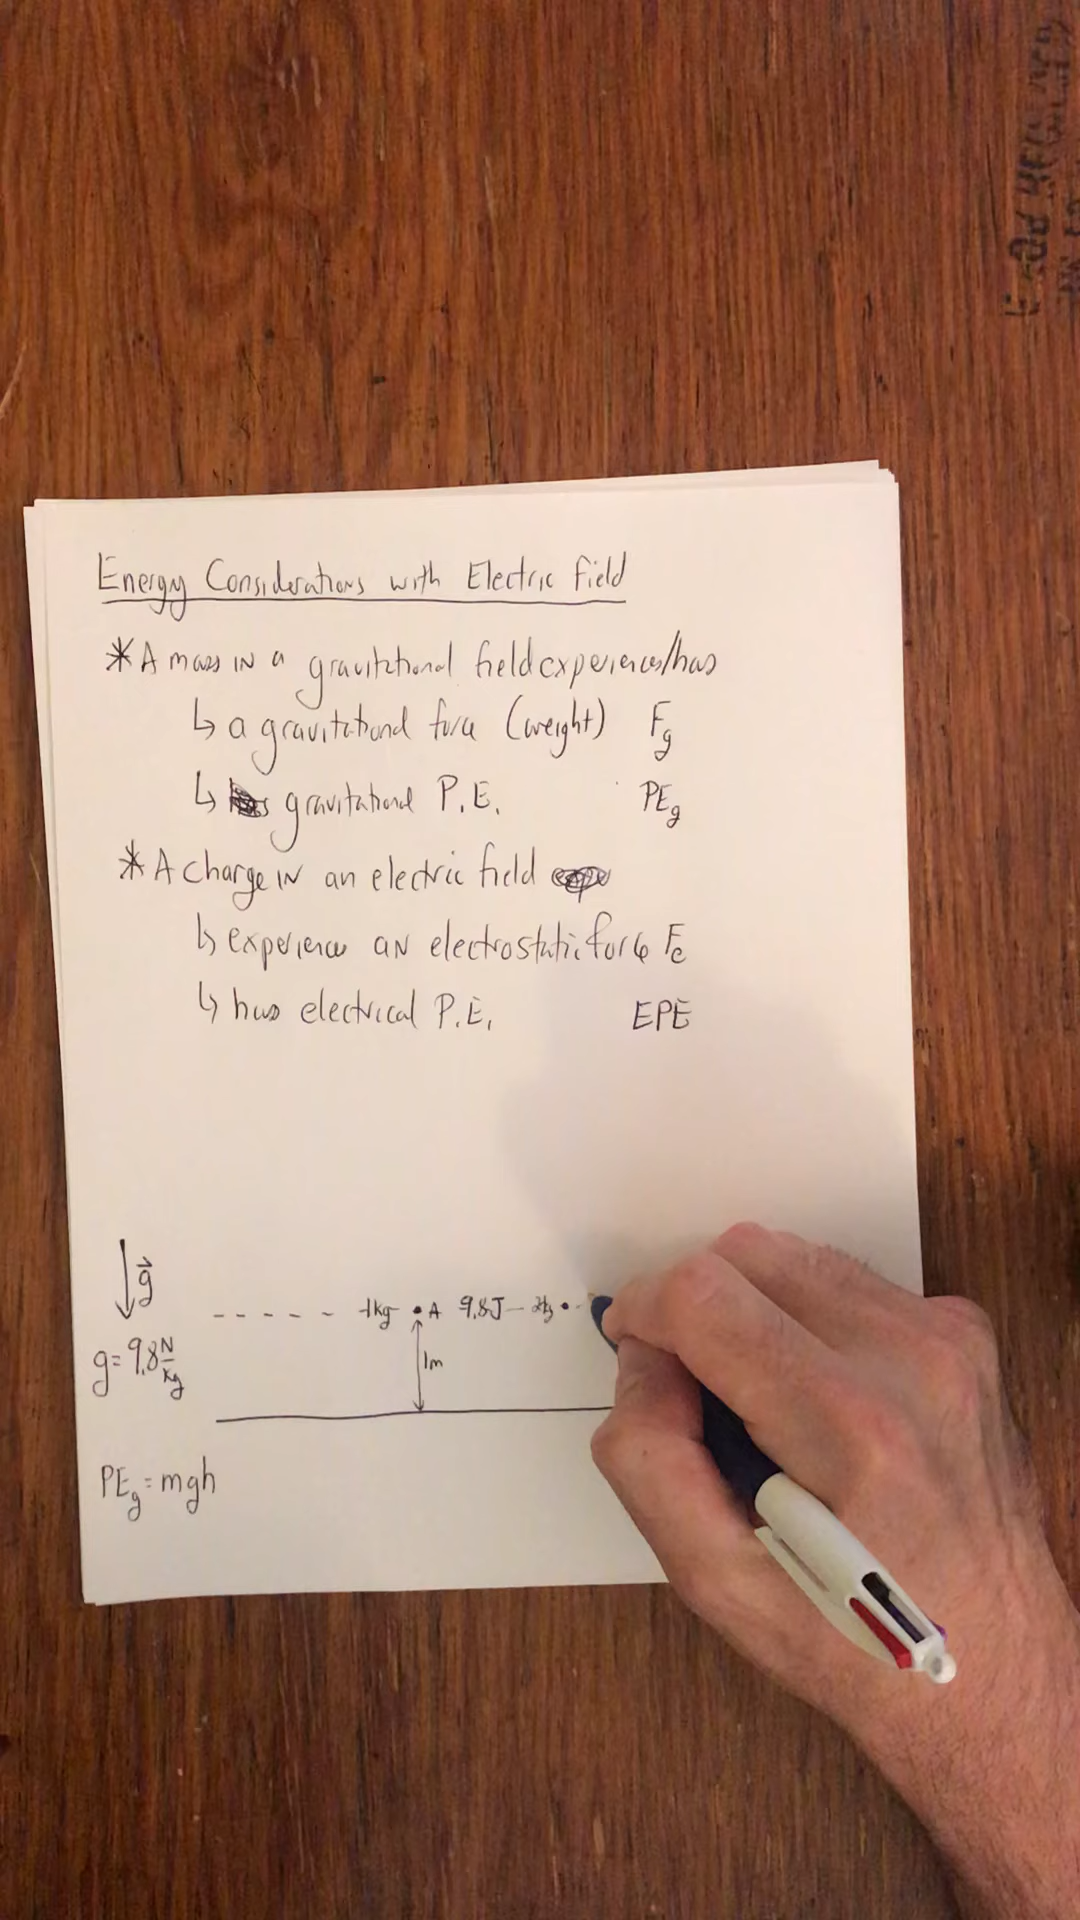 Energy Considerations with Electric Field
* A mass in a gravitational field experiences/has
↳ a gravitational force (weight) Fg
↳ gravitational P.E. PEg
* A charge in an electric field
↳ experiences an electrostatic force Fe
↳ has electrical P.E. EPE
g
1kg • A 9.8J 2kg •
g = 9.8 N/kg
1m
PEg = mgh